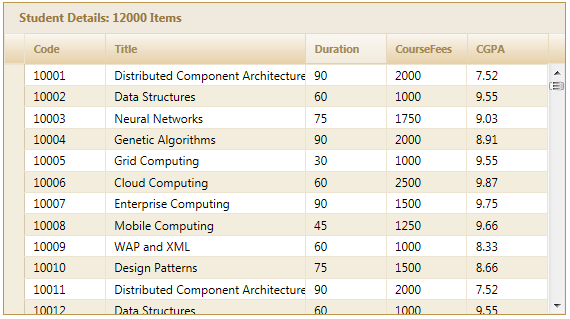 Student Details: 12000 Items
Code Title Duration CourseFees CGPA
10001 Distributed Component Architecture 90 2000 7.52
10002 Data Structures 60 1000 9.55
10003 Neural Networks 75 1750 9.03
10004 Genetic Algorithms 90 2000 8.91
10005 Grid Computing 30 1000 9.55
10006 Cloud Computing 60 2500 9.87
10007 Enterprise Computing 90 1500 9.75
10008 Mobile Computing 45 1250 9.66
10009 WAP and XML 60 1000 8.33
10010 Design Patterns 75 1500 8.66
10011 Distributed Component Architecture 90 2000 7.52
10012 Data Structures 60 1000 9.55